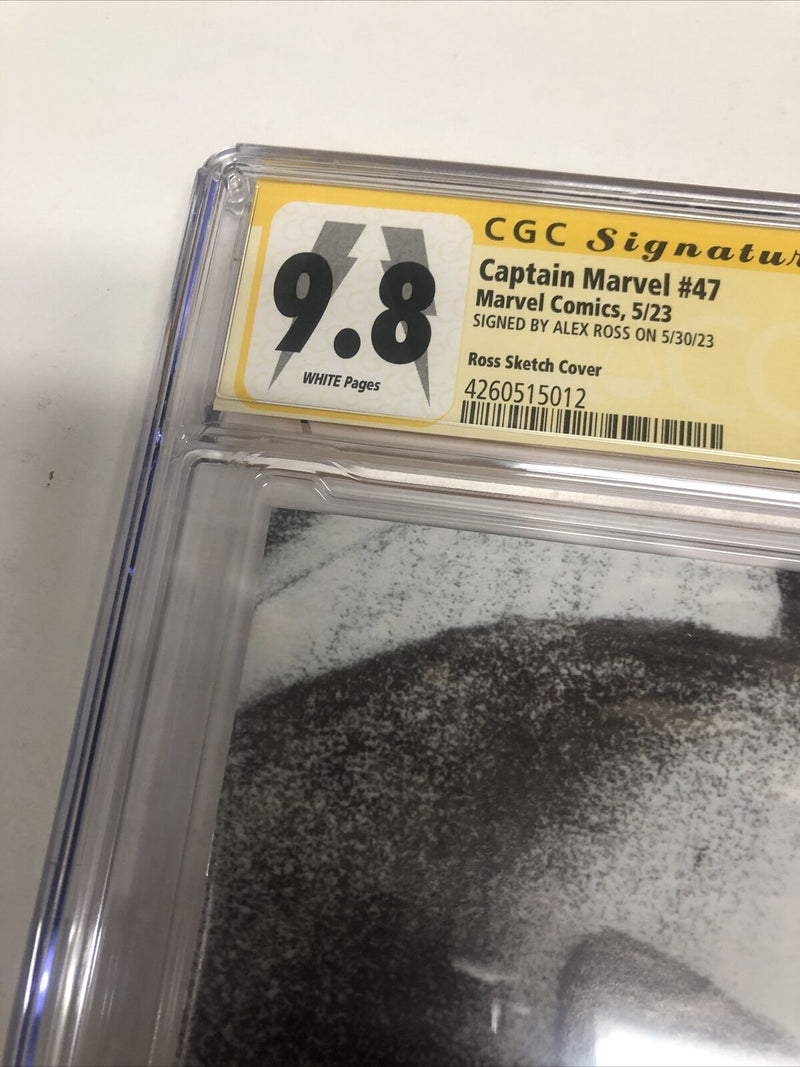 9.8
WHITE Pages
CGC Signatur
Captain Marvel #47
Marvel Comics, 5/23
SIGNED BY ALEX ROSS ON 5/30/23
Ross Sketch Cover
4260515012